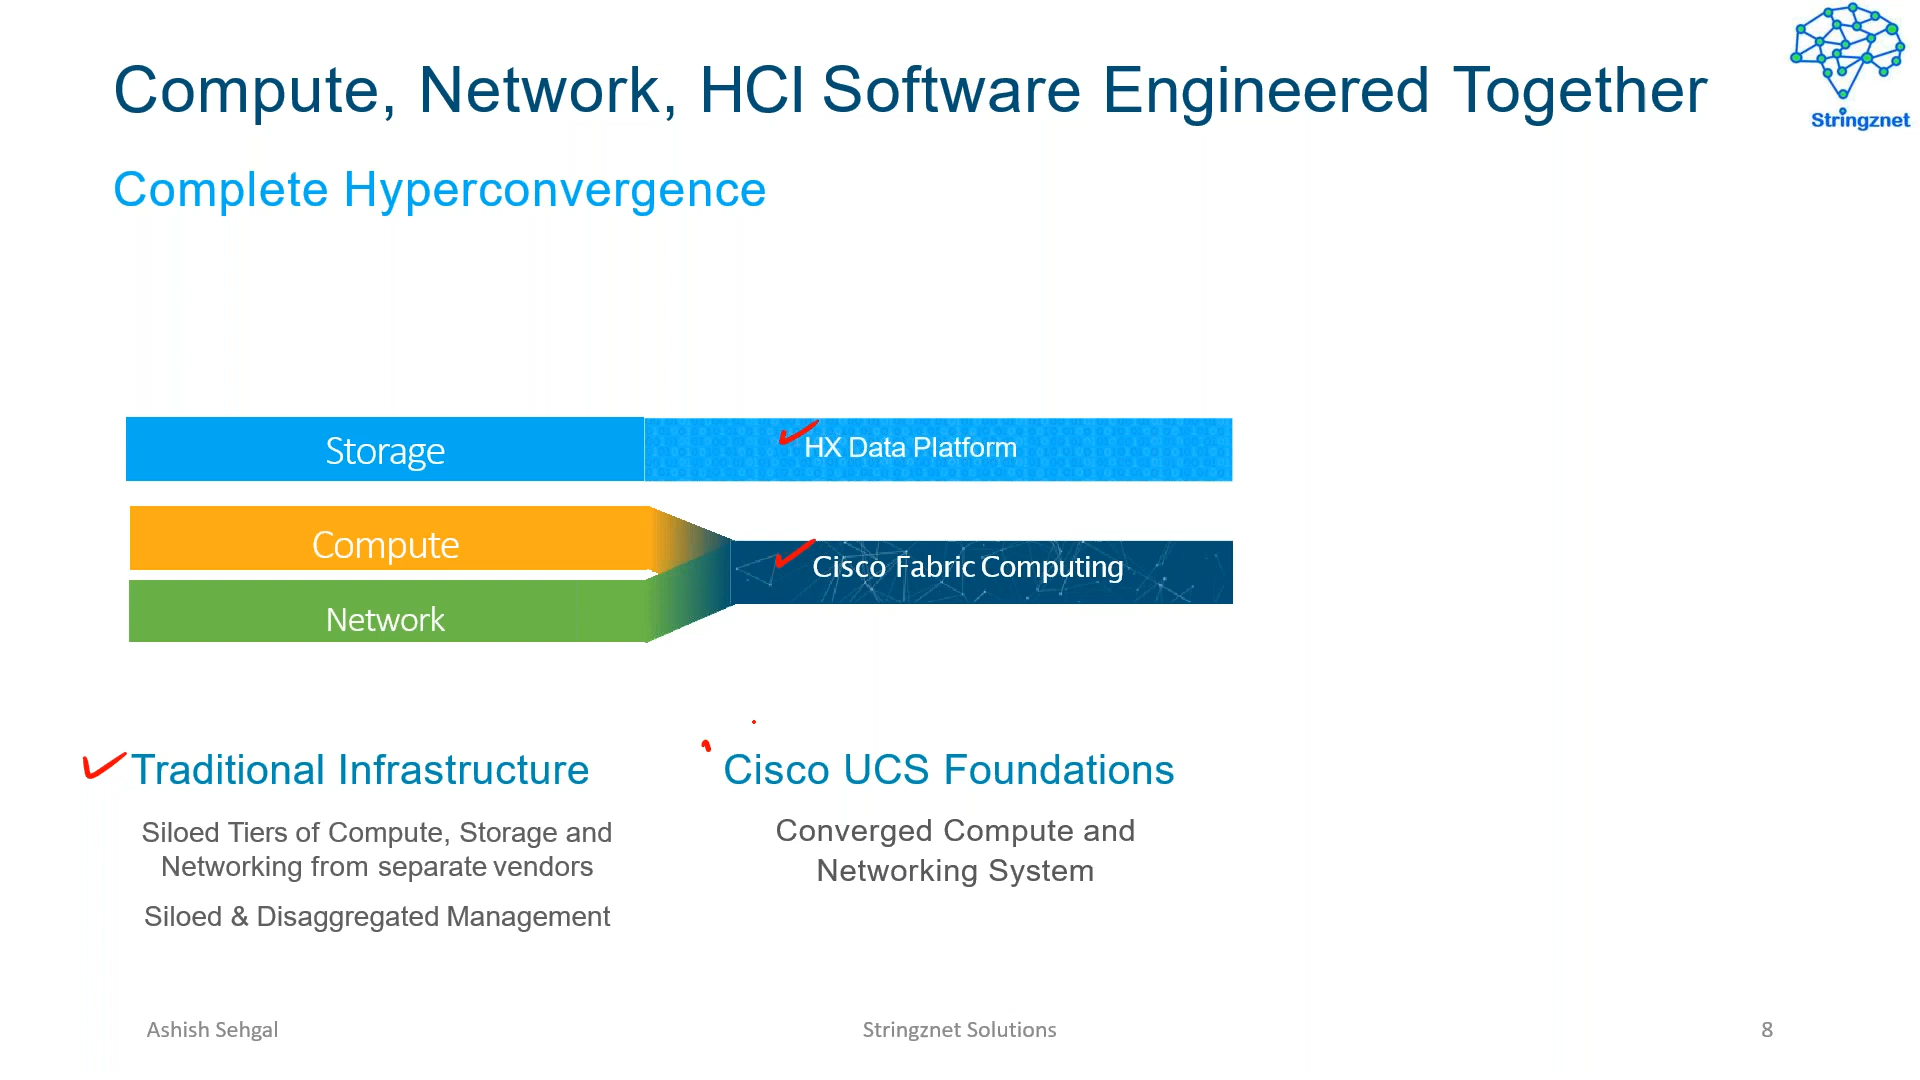 Compute, Network, HCI Software Engineered Together
Stringznet
Complete Hyperconvergence
Storage
HX Data Platform
Compute
Cisco Fabric Computing
Network
Traditional Infrastructure
Siloed Tiers of Compute, Storage and
Networking from separate vendors
Siloed & Disaggregated Management
Cisco UCS Foundations
Converged Compute and
Networking System
Ashish Sehgal
Stringznet Solutions
8